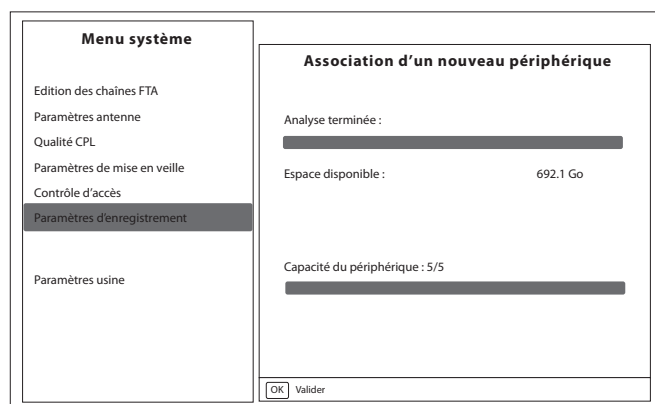 Menu système
Edition des chaînes FTA
Paramètres antenne
Qualité CPL
Paramètres de mise en veille
Contrôle d’accès
Paramètres d'enregistrement
Paramètres usine
Association d’un nouveau périphérique
Analyse terminée :
Espace disponible : 692.1 Go
Capacité du périphérique : 5/5
OK Valider